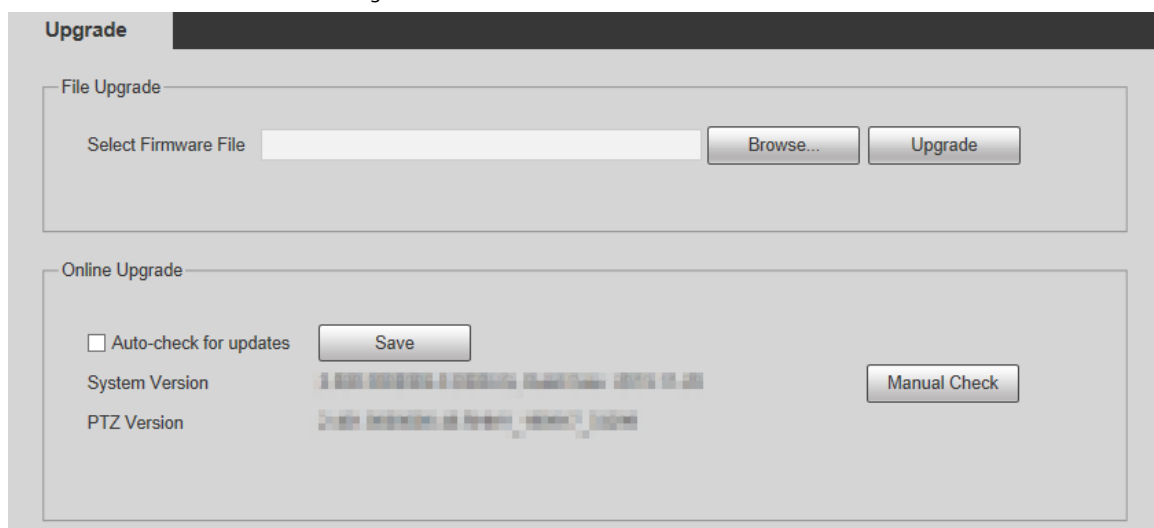 Upgrade
File Upgrade
Select Firmware File Browse... Upgrade
Online Upgrade
Auto-check for updates Save
System Version Manual Check
PTZ Version